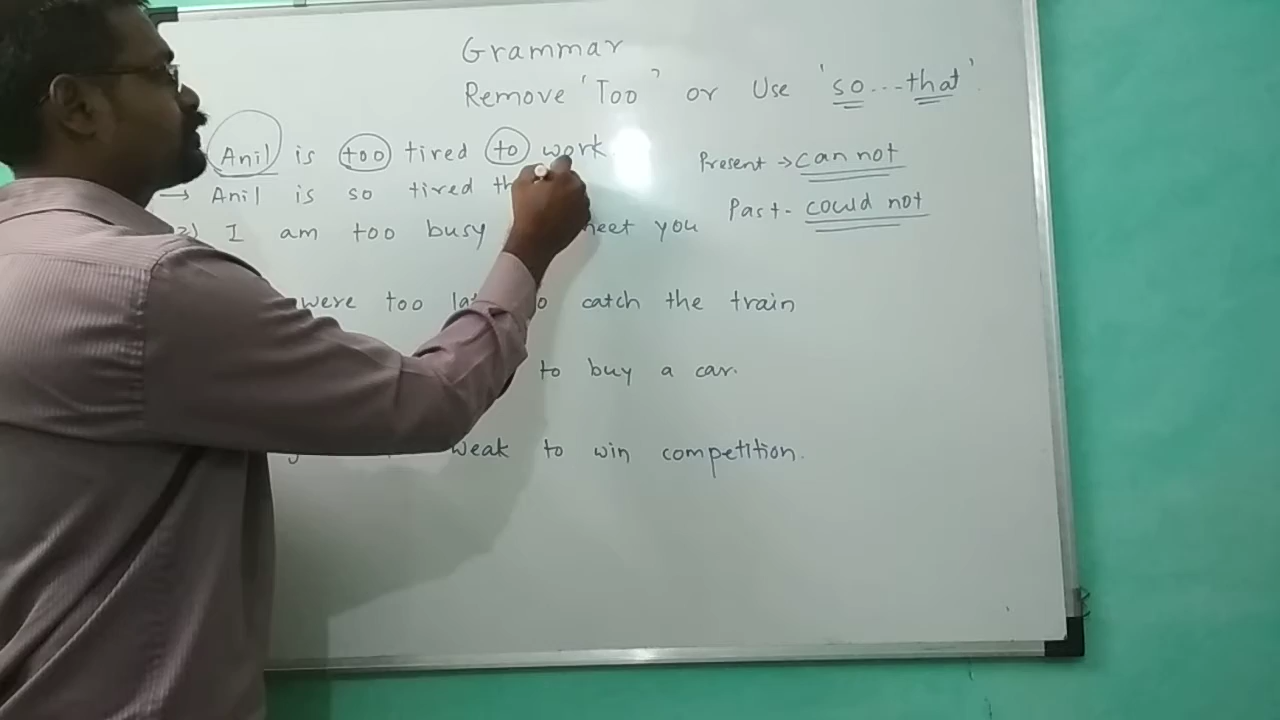 Grammar
Remove 'Too' or Use 'so...that'.
Anil is too tired to work.
Present → can not
→ Anil is so tired
Past - could not
2) I am too busy meet you
were too to catch the train
to buy a car.
weak to win competition.